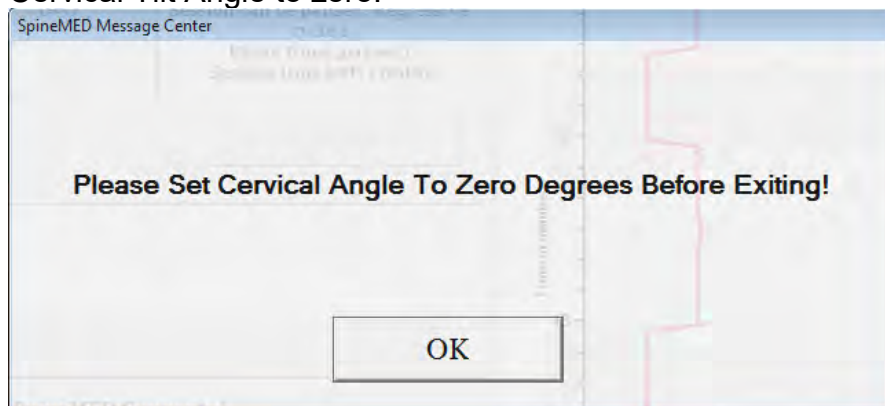 Cervical Tilt Angle to Zero.
SpineMED Message Center
Please Set Cervical Angle To Zero Degrees Before Exiting!
OK